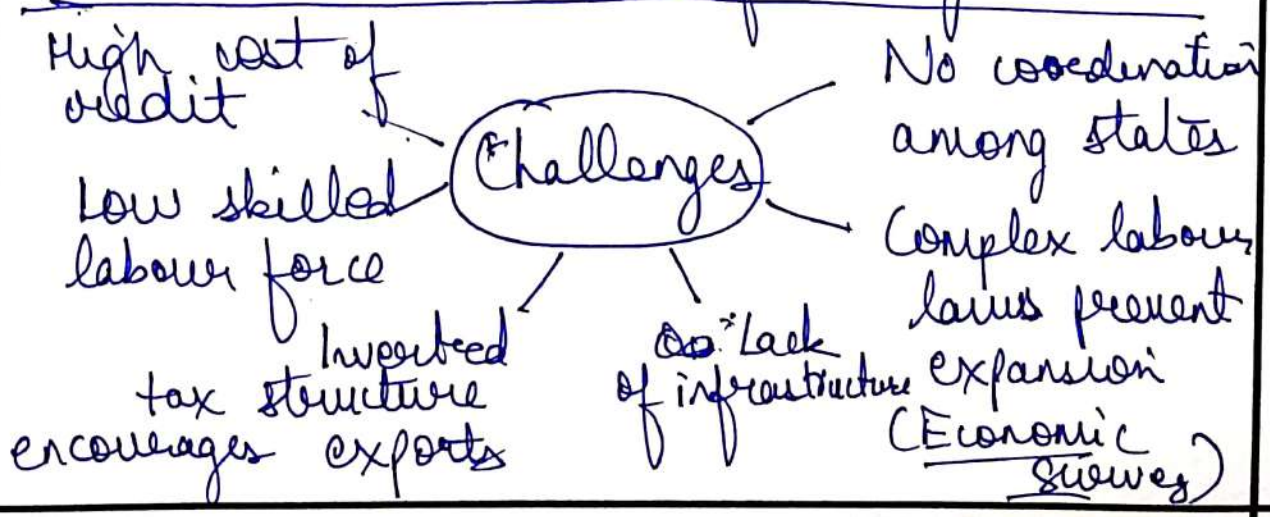 High cost of
credit
Low skilled
labour force
Inverted
tax structure
encourages exports
Challenges
Lack
of infrastructure
No coordination
among states
Complex labour
laws prevent
expansion
(Economic
Survey)